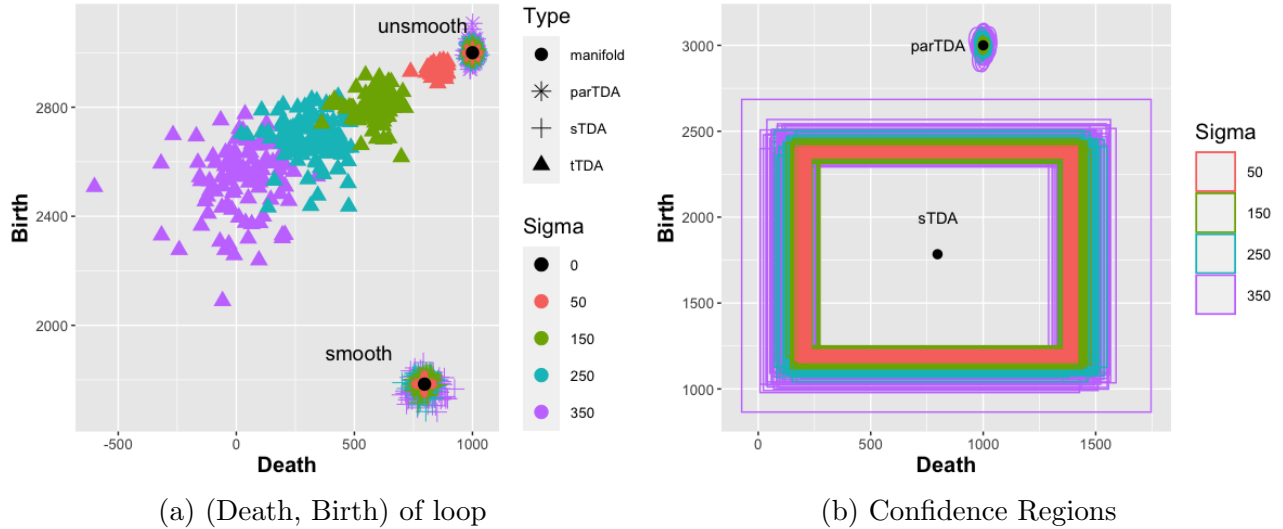 unsmooth
smooth
2800
2400
2000
Birth
-500
0
500
1000
Death
Type
manifold
parTDA
sTDA
tTDA
Sigma
0
50
150
250
350
(a) (Death, Birth) of loop
parTDA
sTDA
3000
2500
2000
1500
1000
Birth
0
500
1000
1500
Death
Sigma
50
150
250
350
(b) Confidence Regions